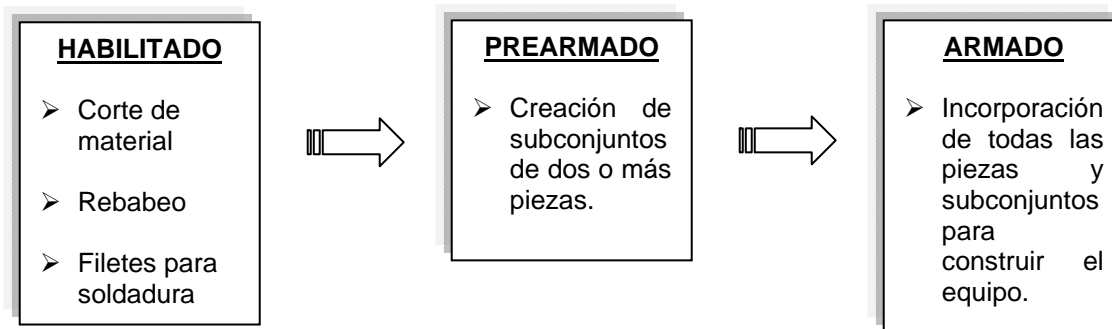 HABILITADO
➢ Corte de
material
➢ Rebabeo
➢ Filetes para
soldadura
PREARMADO
➢ Creación de
subconjuntos
de dos o más
piezas.
ARMADO
➢ Incorporación
de todas las
piezas y
subconjuntos
para
construir el
equipo.